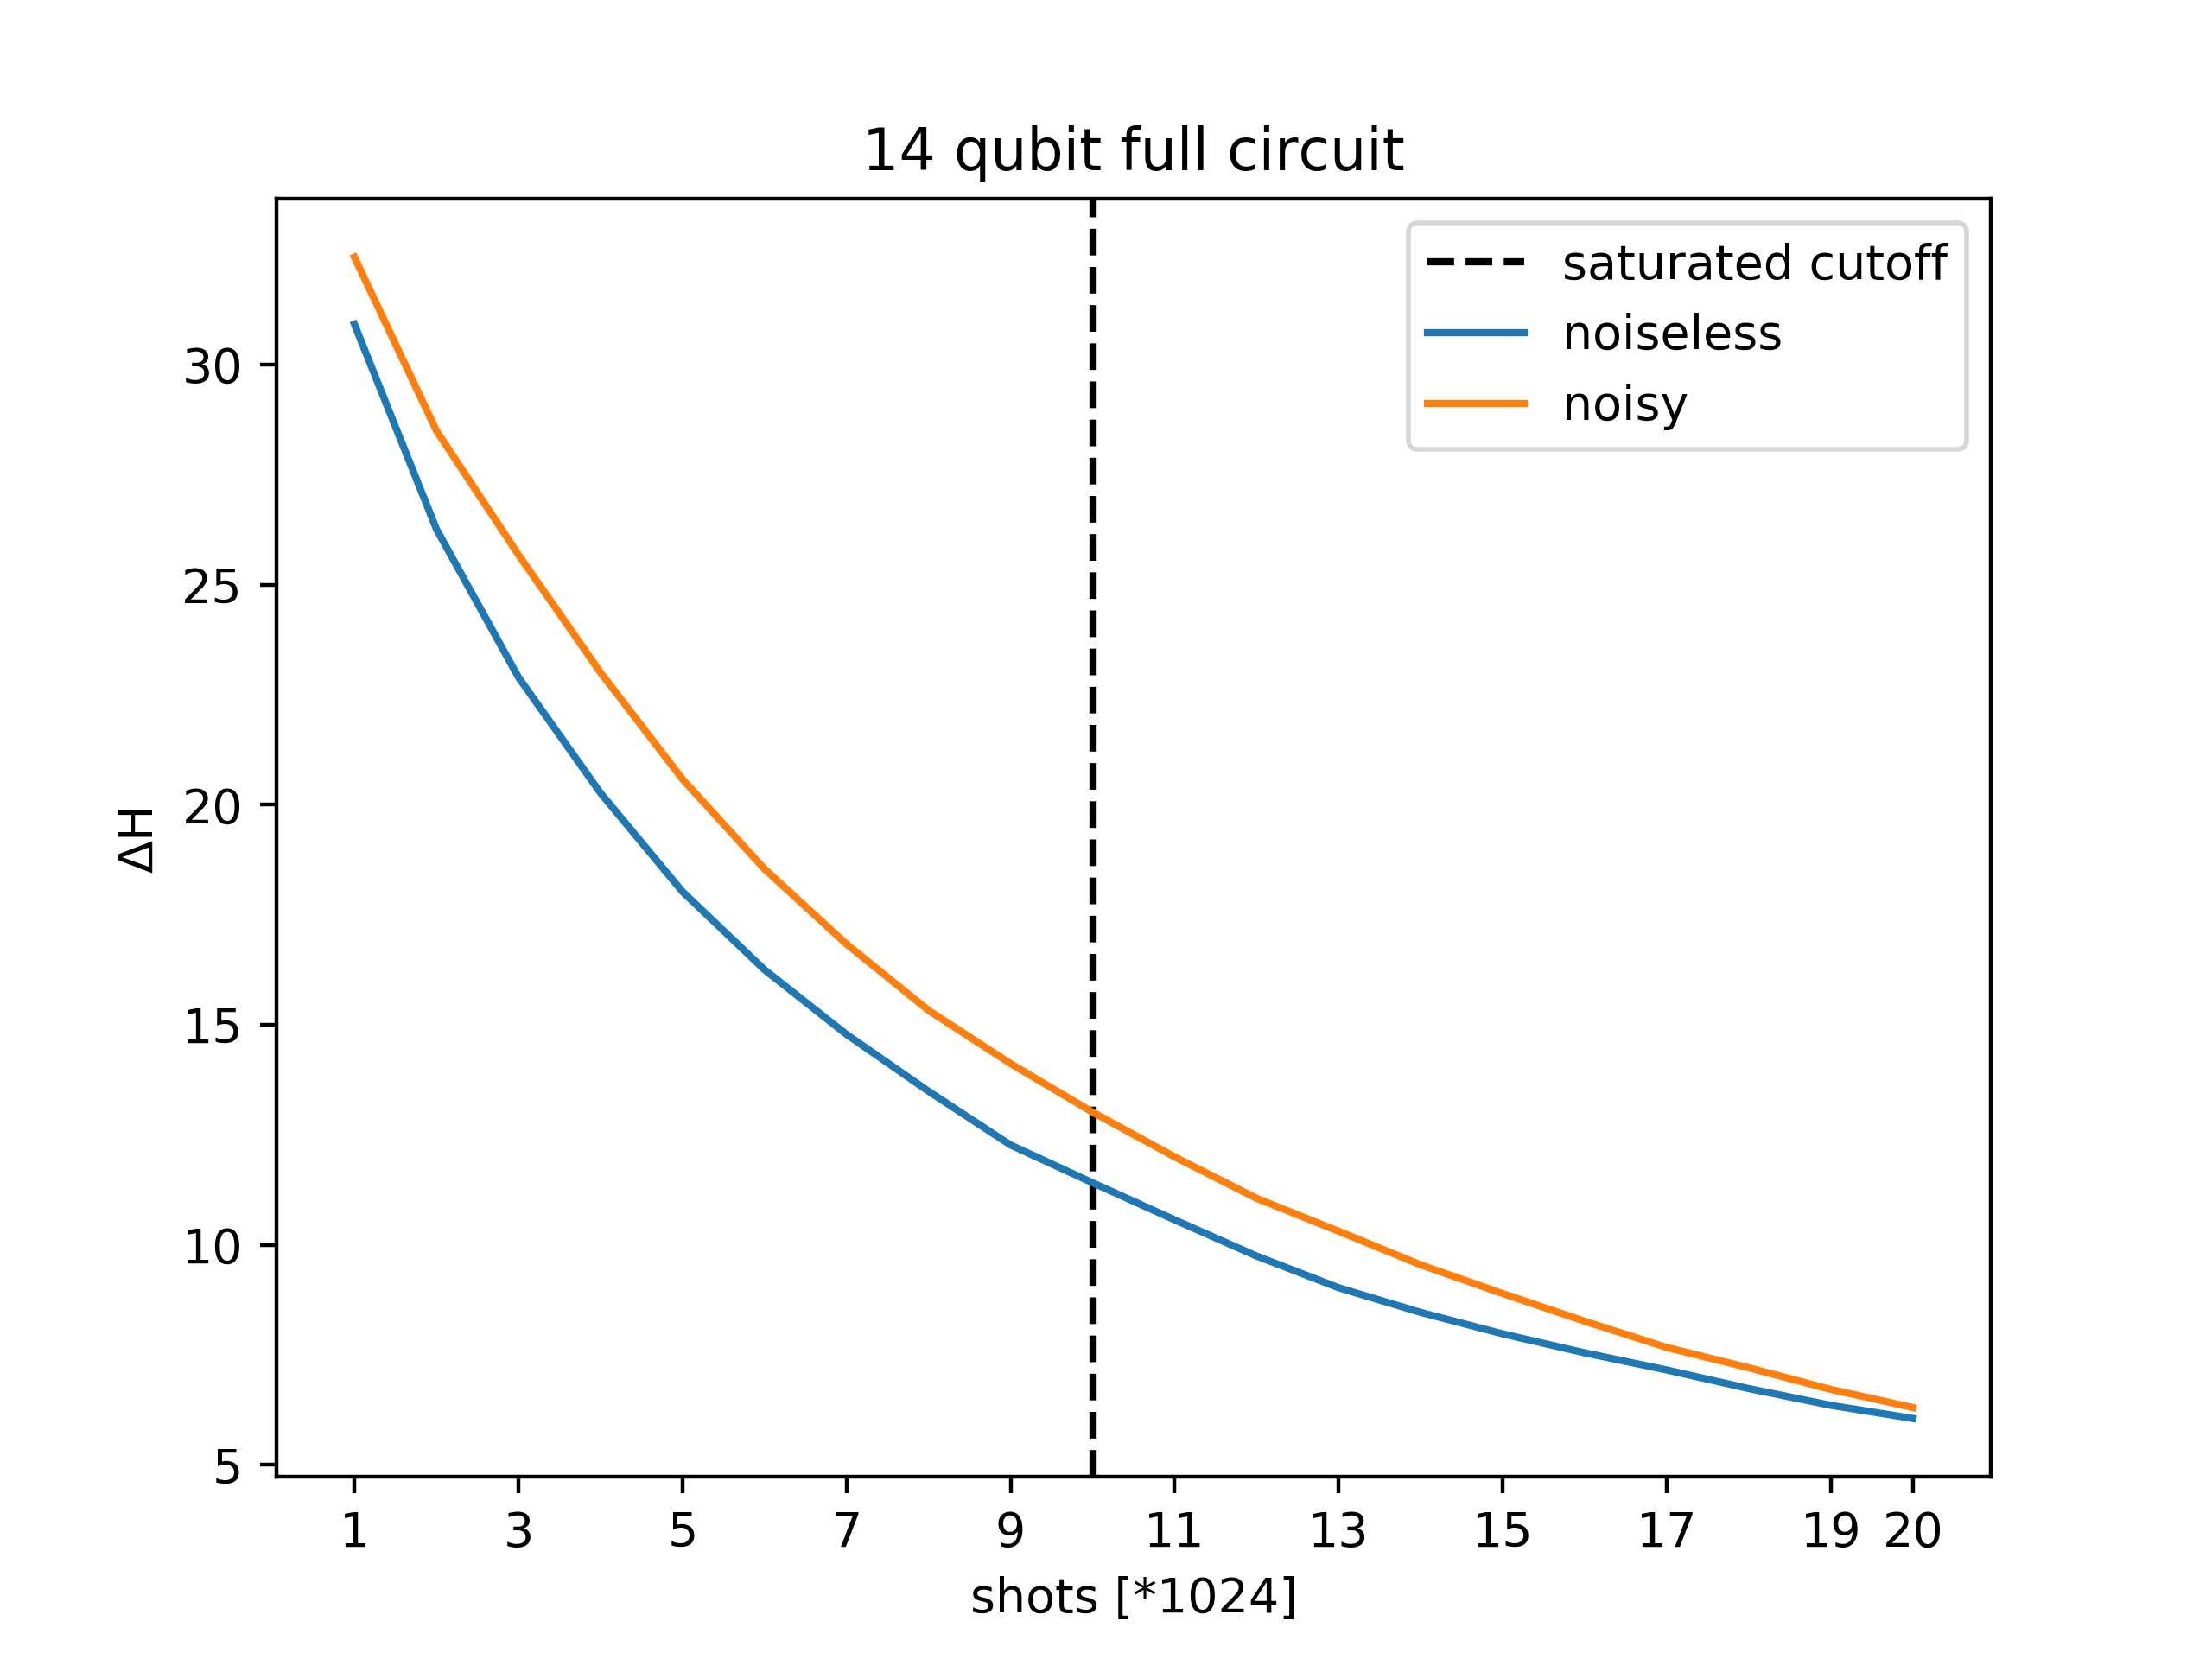 14 qubit full circuit
saturated cutoff
noiseless
noisy
30
25
20
15
10
5
ΔH
1 3 5 7 9 11 13 15 17 19 20
shots [*1024]